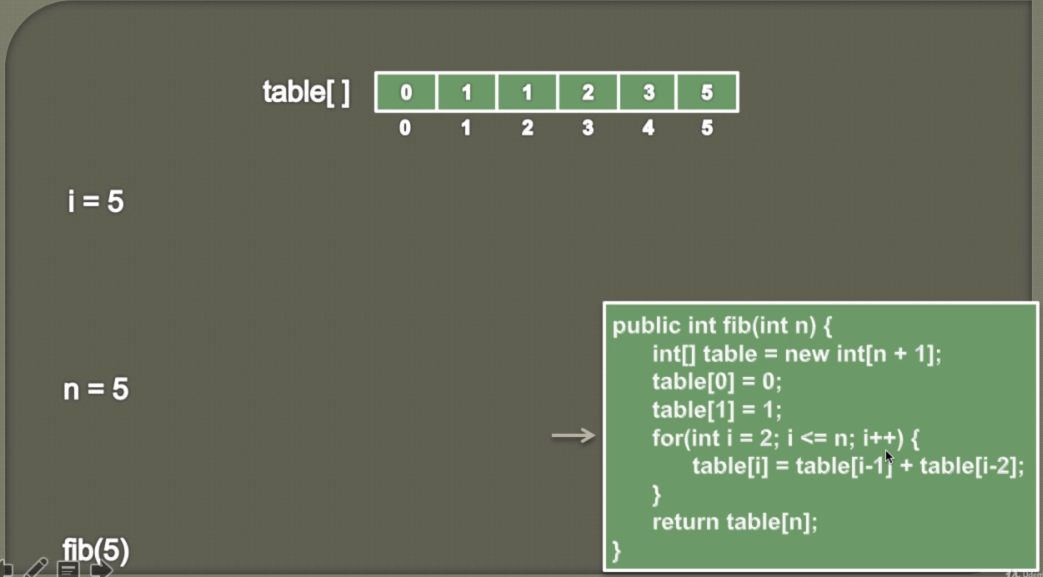 table[ ] 0 1 1 2 3 5
0 1 2 3 4 5
i = 5
n = 5
fib(5)
public int fib(int n) {
int[] table = new int[n + 1];
table[0] = 0;
table[1] = 1;
for(int i = 2; i <= n; i++) {
table[i] = table[i-1] + table[i-2];
}
return table[n];
}